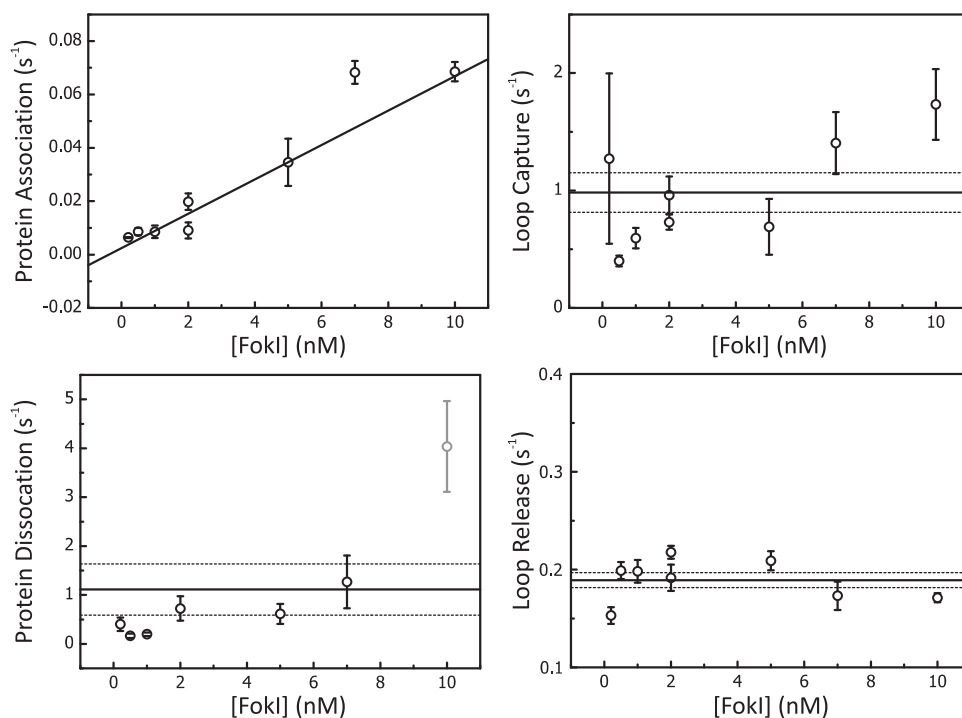 Protein Association (s⁻¹)
0.08
0.06
0.04
0.02
0.00
-0.02
0 2 4 6 8 10
[FokI] (nM)
Loop Capture (s⁻¹)
2
1
0
0 2 4 6 8 10
[FokI] (nM)
Protein Dissocation (s⁻¹)
5
4
3
2
1
0
0 2 4 6 8 10
[FokI] (nM)
Loop Release (s⁻¹)
0.4
0.3
0.2
0.1
0 2 4 6 8 10
[FokI] (nM)